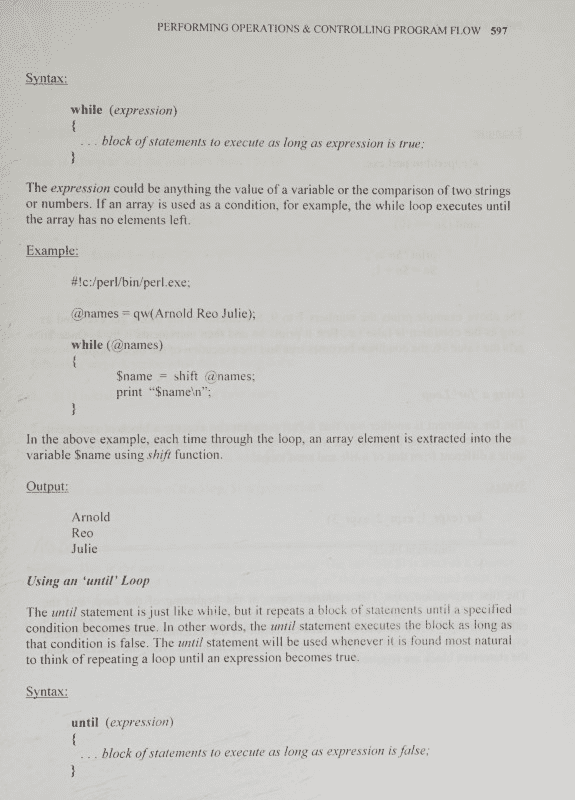 PERFORMING OPERATIONS & CONTROLLING PROGRAM FLOW 597
Syntax:
while (expression)
{
... block of statements to execute as long as expression is true;
}
The expression could be anything the value of a variable or the comparison of two strings
or numbers. If an array is used as a condition, for example, the while loop executes until
the array has no elements left.
Example:
#!c:/perl/bin/perl.exe;
@names = qw(Arnold Reo Julie);
while (@names)
{
$name = shift @names;
print “$name\n”;
}
In the above example, each time through the loop, an array element is extracted into the
variable $name using shift function.
Output:
Arnold
Reo
Julie
Using an ‘until’ Loop
The until statement is just like while, but it repeats a block of statements until a specified
condition becomes true. In other words, the until statement executes the block as long as
that condition is false. The until statement will be used whenever it is found most natural
to think of repeating a loop until an expression becomes true.
Syntax:
until (expression)
{
... block of statements to execute as long as expression is false;
}